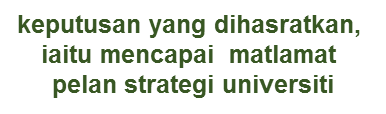 keputusan yang dihasratkan,
iaitu mencapai  matlamat
pelan strategi universiti